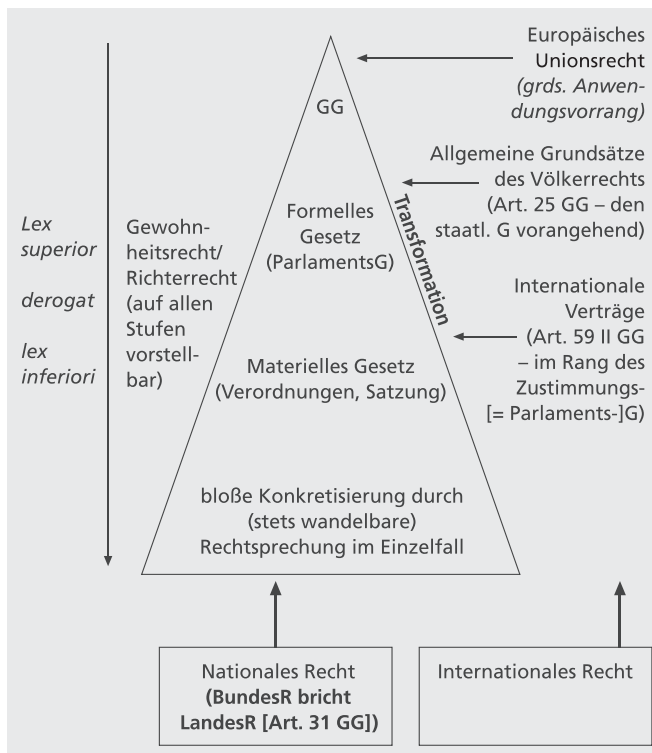 Europäisches
Unionsrecht
(grds. Anwen-
dungsvorrang)
GG
Allgemeine Grundsätze
des Völkerrechts
(Art. 25 GG – den
staatl. G vorangehend)
Transformation
Lex
superior
derogat
lex
inferiori
Gewohn-
heitsrecht/
Richterrecht
(auf allen
Stufen
vorstell-
bar)
Formelles
Gesetz
(ParlamentsG)
Internationale
Verträge
(Art. 59 II GG
– im Rang des
Zustimmungs-
[= Parlaments-]G)
Materielles Gesetz
(Verordnungen, Satzung)
bloße Konkretisierung durch
(stets wandelbare)
Rechtsprechung im Einzelfall
Nationales Recht
(BundesR bricht
LandesR [Art. 31 GG])
Internationales Recht